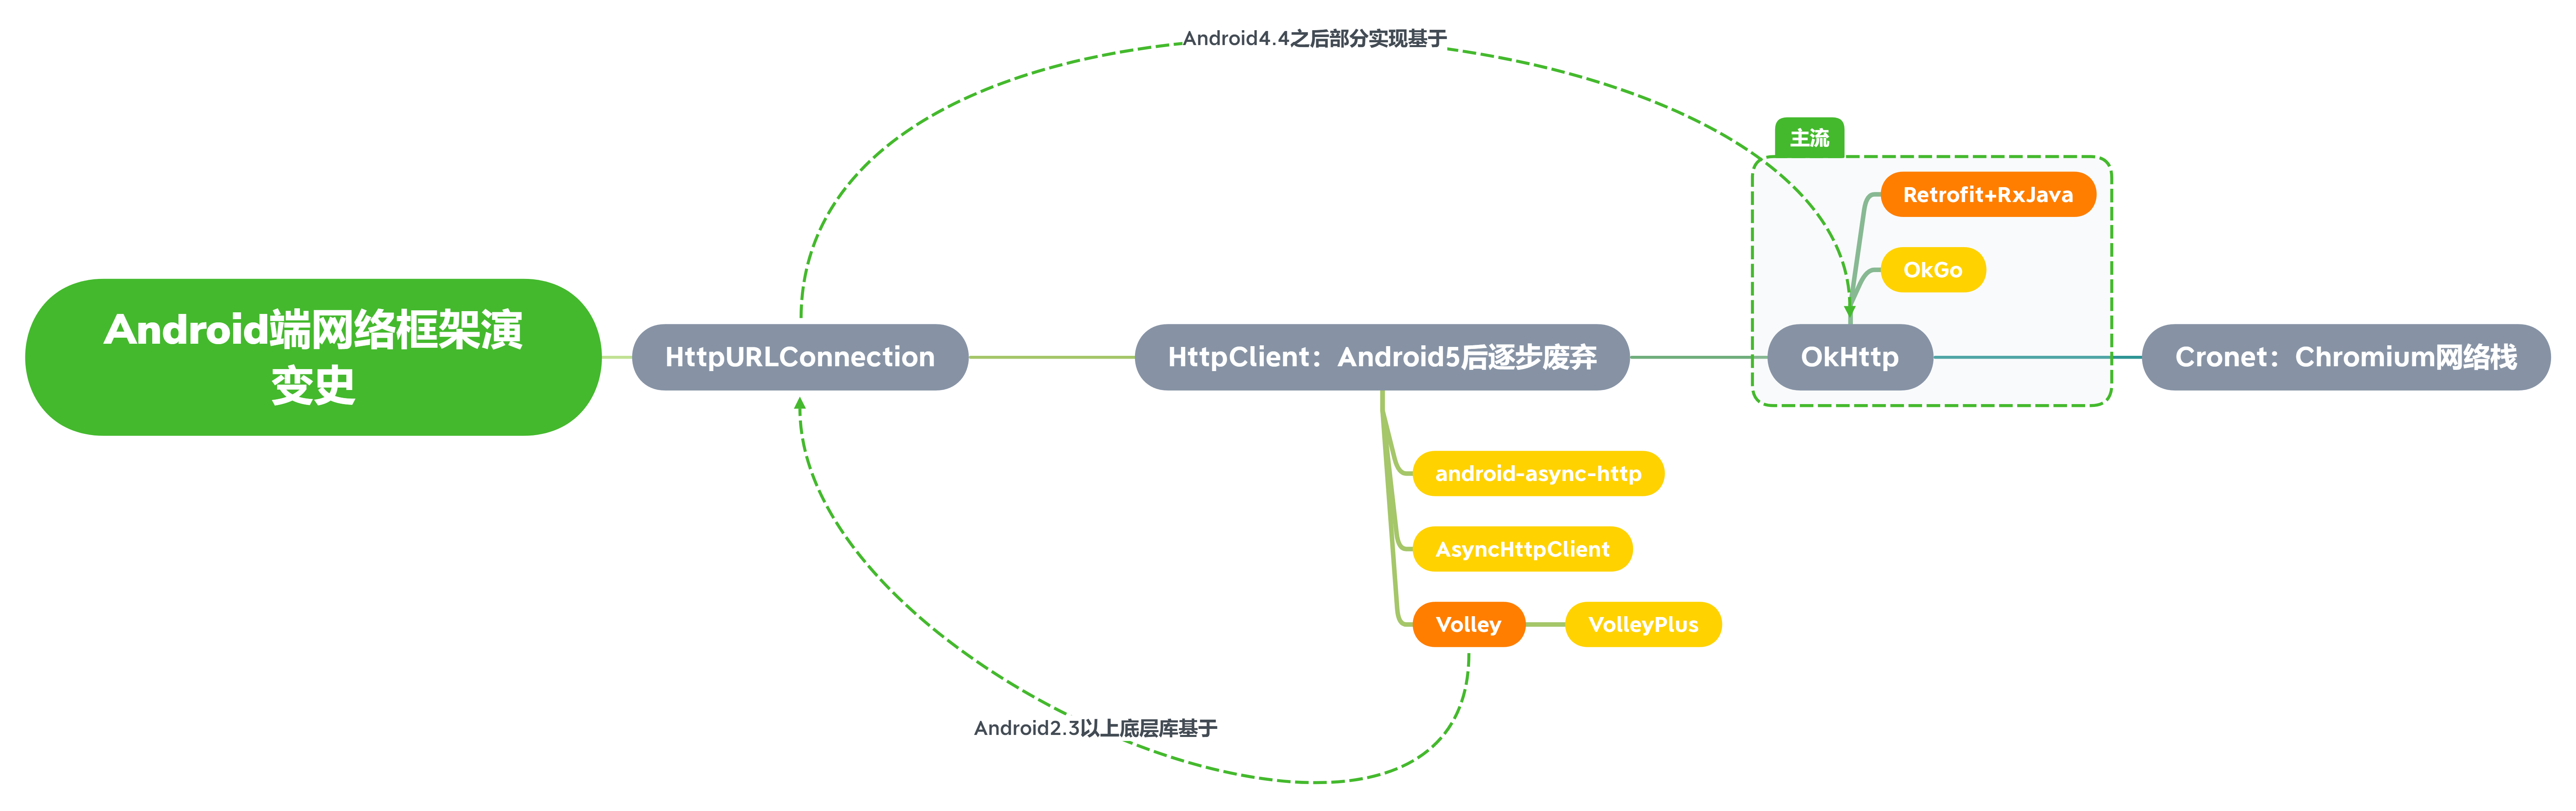 Android4.4之后部分实现基于
主流
Retrofit+RxJava
OkGo
Android端网络框架演
变史
HttpURLConnection
HttpClient：Android5后逐步废弃
OkHttp
Cronet：Chromium网络栈
android-async-http
AsyncHttpClient
Volley
VolleyPlus
Android2.3以上底层库基于